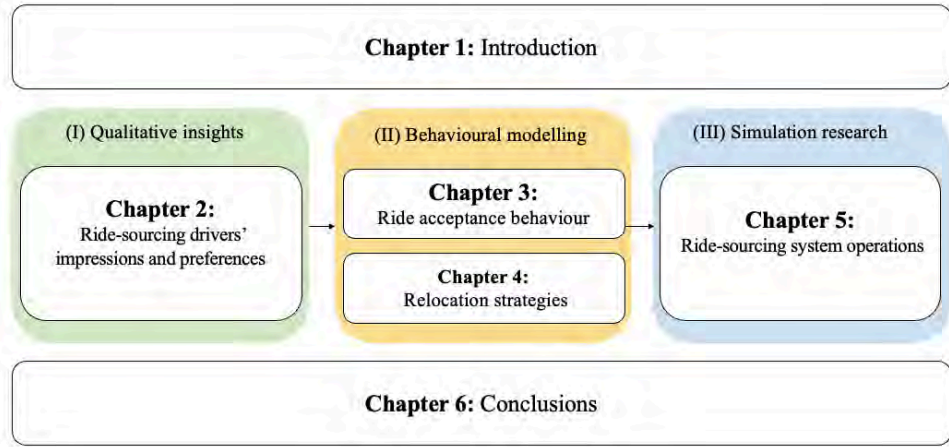 Chapter 1: Introduction
(I) Qualitative insights
Chapter 2:
Ride-sourcing drivers'
impressions and preferences
(II) Behavioural modelling
Chapter 3:
Ride acceptance behaviour
Chapter 4:
Relocation strategies
(III) Simulation research
Chapter 5:
Ride-sourcing system operations
Chapter 6: Conclusions